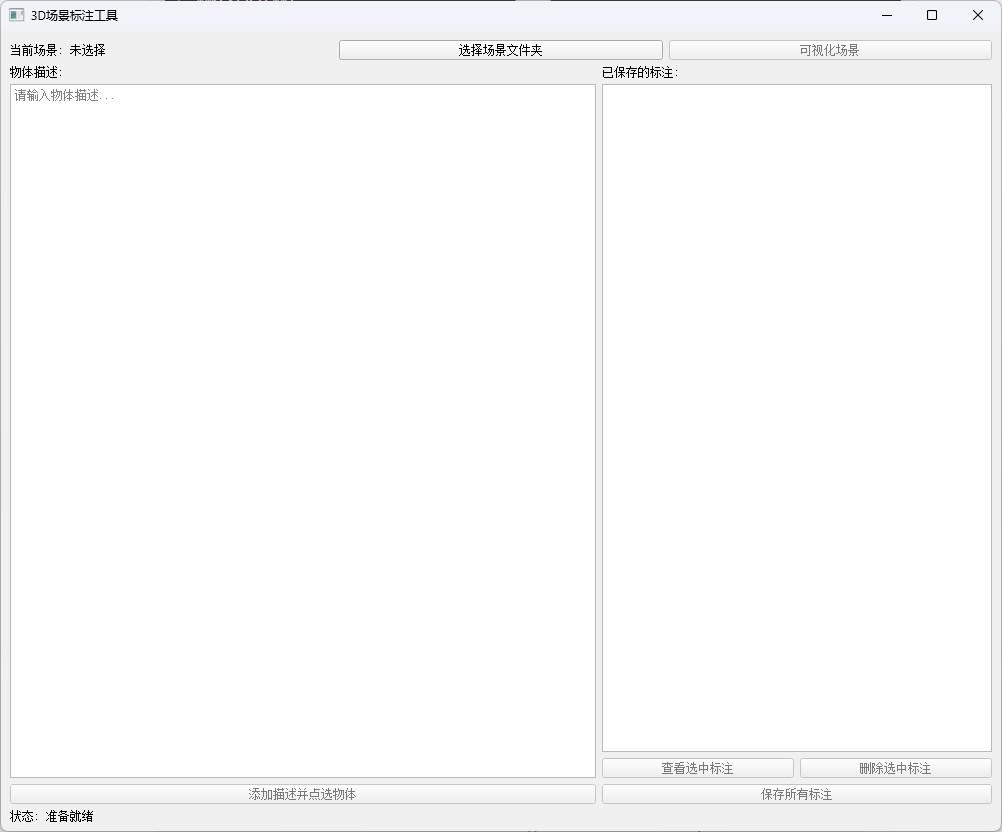 3D场景标注工具
当前场景: 未选择
选择场景文件夹
可视化场景
物体描述:
已保存的标注:
请输入物体描述...
查看选中标注
删除选中标注
添加描述并点选物体
保存所有标注
状态: 准备就绪